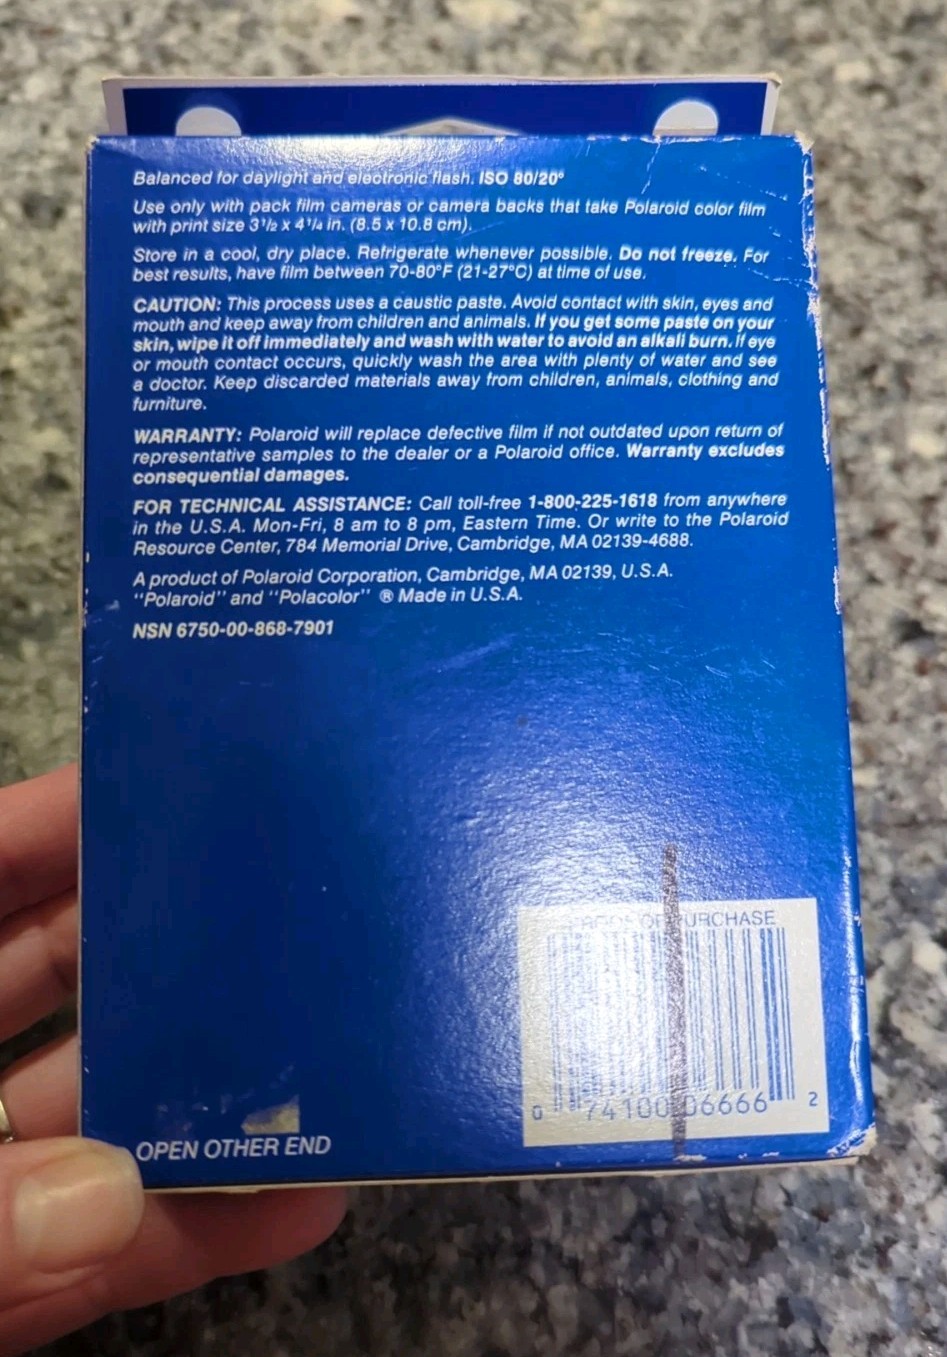 Balanced for daylight and electronic flash. ISO 80/20°
Use only with pack film cameras or camera backs that take Polaroid color film
with print size 3 1/2 x 4 1/4 in. (8.5 x 10.8 cm).
Store in a cool, dry place. Refrigerate whenever possible. Do not freeze. For
best results, have film between 70-80°F (21-27°C) at time of use.
CAUTION: This process uses a caustic paste. Avoid contact with skin, eyes and
mouth and keep away from children and animals. If you get some paste on your
skin, wipe it off immediately and wash with water to avoid an alkali burn. If eye
or mouth contact occurs, quickly wash the area with plenty of water and see
a doctor. Keep discarded materials away from children, animals, clothing and
furniture.
WARRANTY: Polaroid will replace defective film if not outdated upon return of
representative samples to the dealer or a Polaroid office. Warranty excludes
consequential damages.
FOR TECHNICAL ASSISTANCE: Call toll-free 1-800-225-1618 from anywhere
in the U.S.A. Mon-Fri, 8 am to 8 pm, Eastern Time. Or write to the Polaroid
Resource Center, 784 Memorial Drive, Cambridge, MA 02139-4688.
A product of Polaroid Corporation, Cambridge, MA 02139, U.S.A.
"Polaroid" and "Polacolor" ® Made in U.S.A.
NSN 6750-00-868-7901
PROOF OF PURCHASE
0 74100 06666 2
OPEN OTHER END